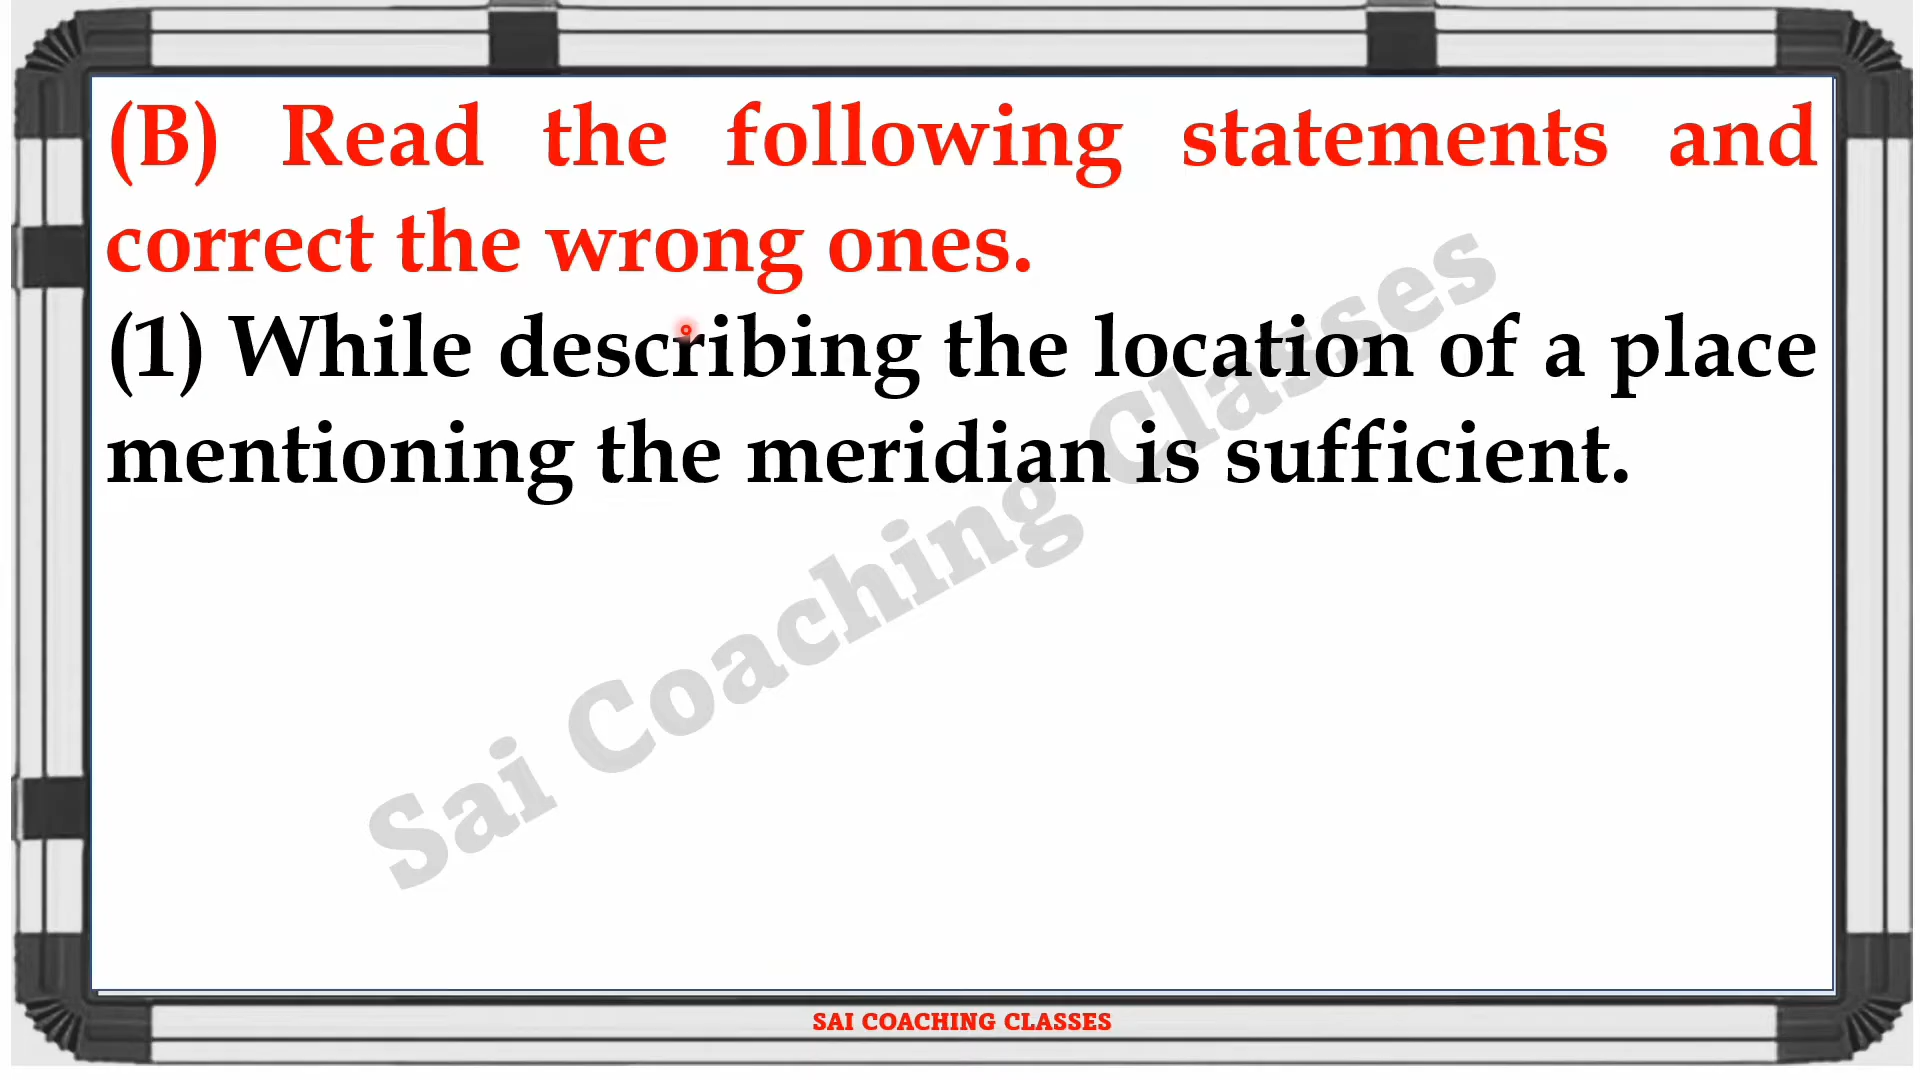 (B) Read the following statements and
correct the wrong ones.
(1) While describing the location of a place
mentioning the meridian is sufficient.
Sai Coaching Classes
SAI COACHING CLASSES